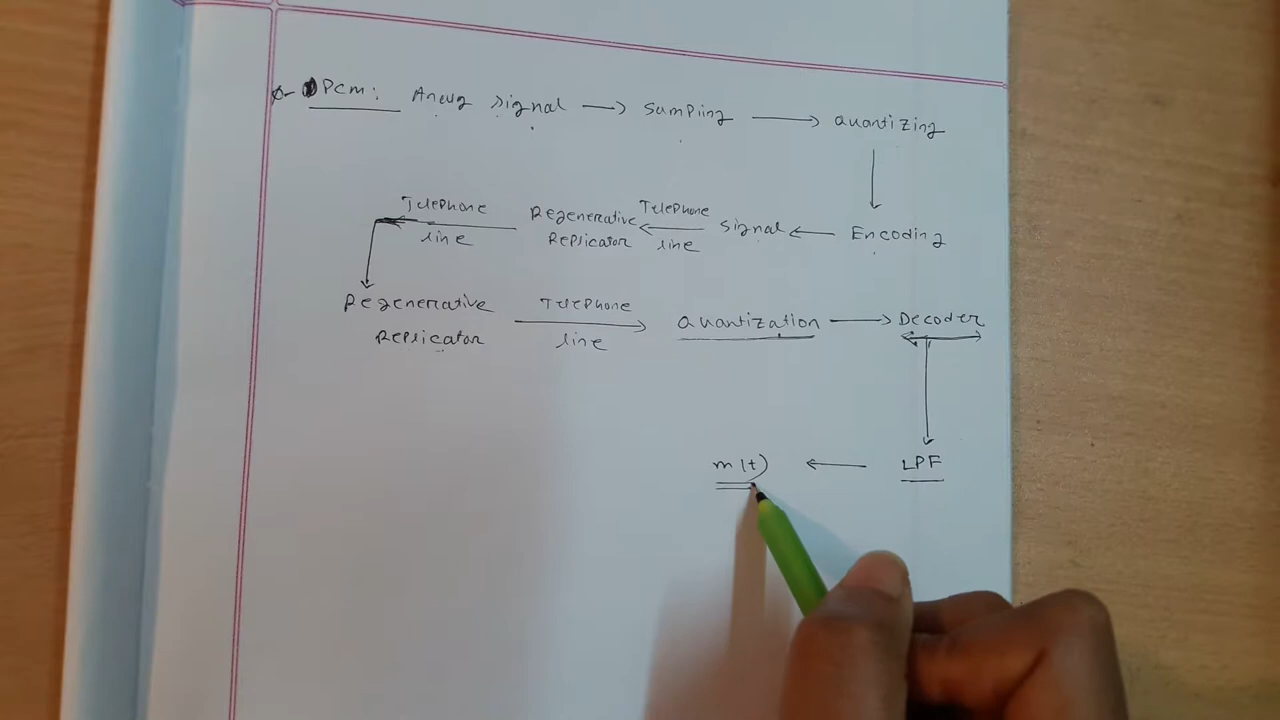 PCM: Analog signal → Sampling → Quantizing
Telephone line ← Regenerative Replicator ← Telephone line Signal ← Encoding
Regenerative Replicator Telephone line → Quantization → Decoder
m(t) ← LPF